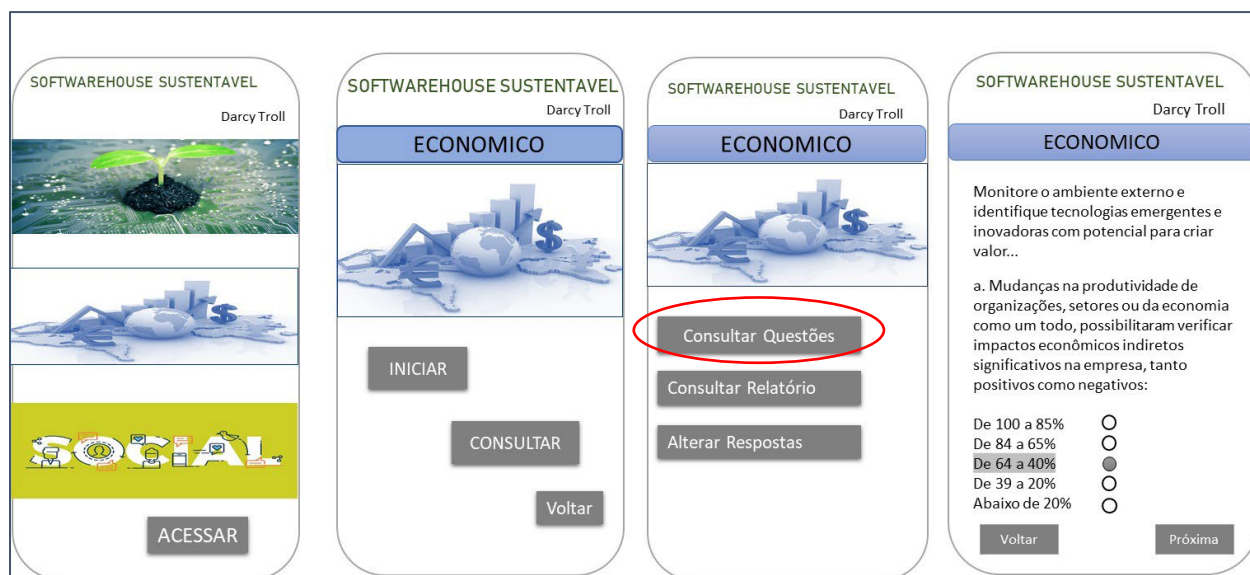 SOFTWAREHOUSE SUSTENTAVEL
Darcy Troll
SOCIAL
ACESSAR
SOFTWAREHOUSE SUSTENTAVEL
Darcy Troll
ECONOMICO
INICIAR
CONSULTAR
Voltar
SOFTWAREHOUSE SUSTENTAVEL
Darcy Troll
ECONOMICO
Consultar Questões
Consultar Relatório
Alterar Respostas
SOFTWAREHOUSE SUSTENTAVEL
Darcy Troll
ECONOMICO
Monitore o ambiente externo e
identifique tecnologias emergentes e
inovadoras com potencial para criar
valor...
a. Mudanças na produtividade de
organizações, setores ou da economia
como um todo, possibilitaram verificar
impactos econômicos indiretos
significativos na empresa, tanto
positivos como negativos:
De 100 a 85%
De 84 a 65%
De 64 a 40%
De 39 a 20%
Abaixo de 20%
Voltar
Próxima